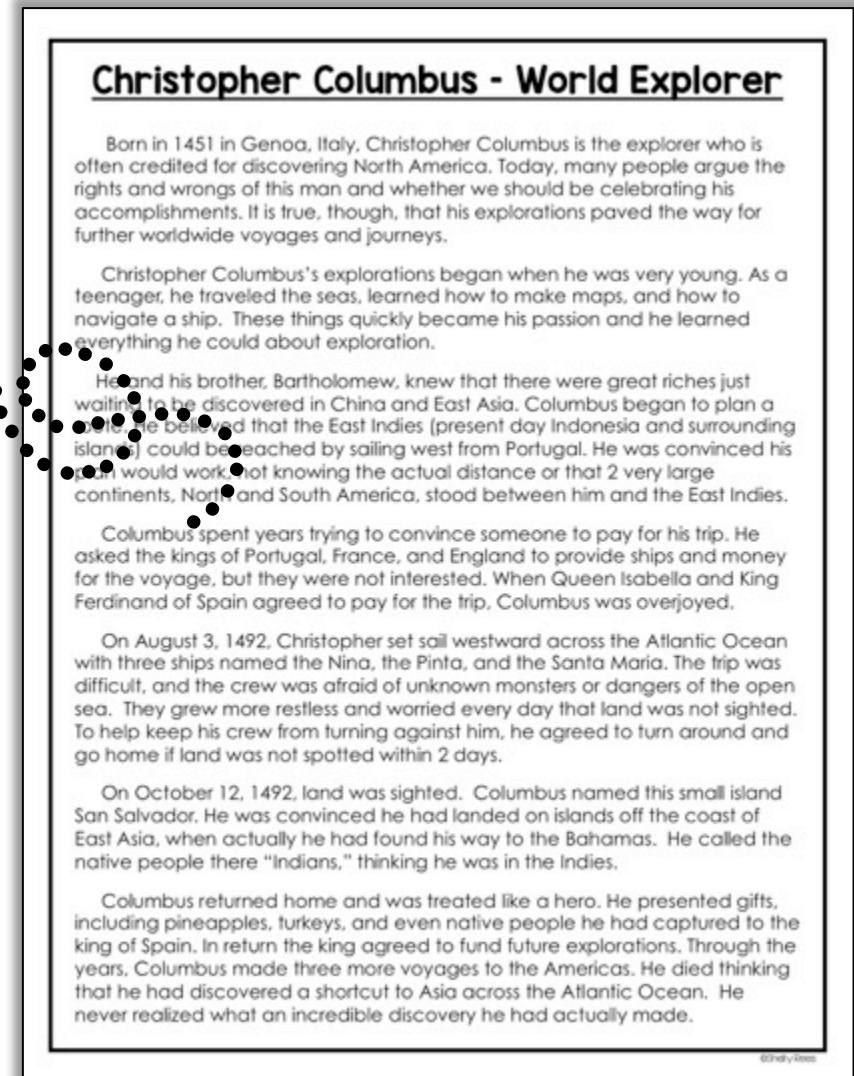 Christopher Columbus - World Explorer
Born in 1451 in Genoa, Italy, Christopher Columbus is the explorer who is
often credited for discovering North America. Today, many people argue the
rights and wrongs of this man and whether we should be celebrating his
accomplishments. It is true, though, that his explorations paved the way for
further worldwide voyages and journeys.
Christopher Columbus's explorations began when he was very young. As a
teenager, he traveled the seas, learned how to make maps, and how to
navigate a ship. These things quickly became his passion and he learned
everything he could about exploration.
He and his brother, Bartholomew, knew that there were great riches just
waiting to be discovered in China and East Asia. Columbus began to plan a
He believed that the East Indies (present day Indonesia and surrounding
islands) could be reached by sailing west from Portugal. He was convinced his
plan would work, not knowing the actual distance or that 2 very large
continents, North and South America, stood between him and the East Indies.
Columbus spent years trying to convince someone to pay for his trip. He
asked the kings of Portugal, France, and England to provide ships and money
for the voyage, but they were not interested. When Queen Isabella and King
Ferdinand of Spain agreed to pay for the trip, Columbus was overjoyed.
On August 3, 1492, Christopher set sail westward across the Atlantic Ocean
with three ships named the Nina, the Pinta, and the Santa Maria. The trip was
difficult, and the crew was afraid of unknown monsters or dangers of the open
sea. They grew more restless and worried every day that land was not sighted.
To help keep his crew from turning against him, he agreed to turn around and
go home if land was not spotted within 2 days.
On October 12, 1492, land was sighted. Columbus named this small island
San Salvador. He was convinced he had landed on islands off the coast of
East Asia, when actually he had found his way to the Bahamas. He called the
native people there "Indians," thinking he was in the Indies.
Columbus returned home and was treated like a hero. He presented gifts,
including pineapples, turkeys, and even native people he had captured to the
king of Spain. In return the king agreed to fund future explorations. Through the
years, Columbus made three more voyages to the Americas. He died thinking
that he had discovered a shortcut to Asia across the Atlantic Ocean. He
never realized what an incredible discovery he had actually made.
©Shelly Rees